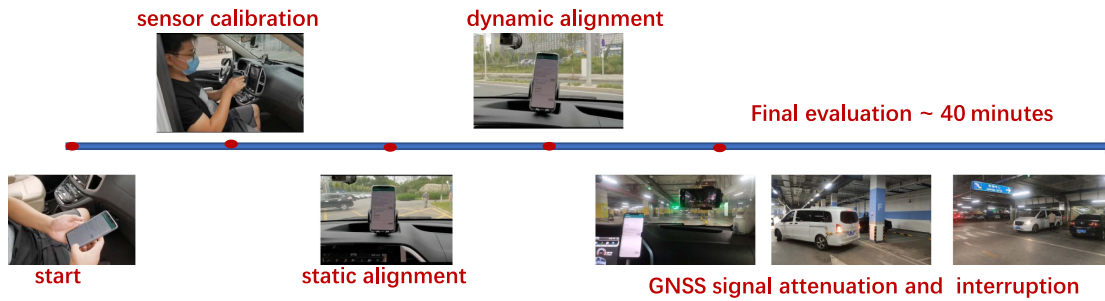 sensor calibration
dynamic alignment
Final evaluation ~ 40 minutes
start
static alignment
GNSS signal attenuation and interruption